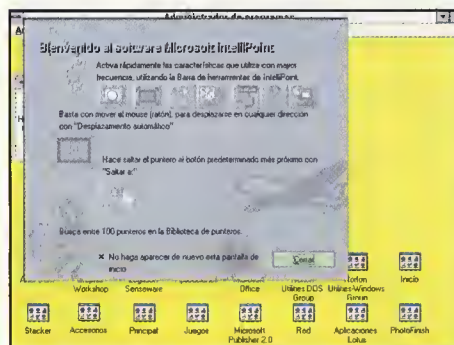 Administrador de programas
Bienvenido al software Microsoft IntelliPoint
Activa rápidamente las características que utiliza con mayor
frecuencia, utilizando la Barra de herramientas de IntelliPoint.
Basta con mover el mouse (ratón), para desplazarse en cualquier dirección
con "Desplazamiento automático"
Hace saltar el puntero al botón predeterminado más próximo con
"Saltar a:"
Busque entre 100 punteros en la Biblioteca de punteros.
No haga aparecer de nuevo esta pantalla de
inicio
Workshop
Senseware
Office
Utilities DOS
Group
Norton
Utilities-Windows
Group
Inicio
Stacker
Accesorios
Principal
Juegos
Microsoft
Publisher 2.0
Red
Aplicaciones
Lotus
PhotoFinish